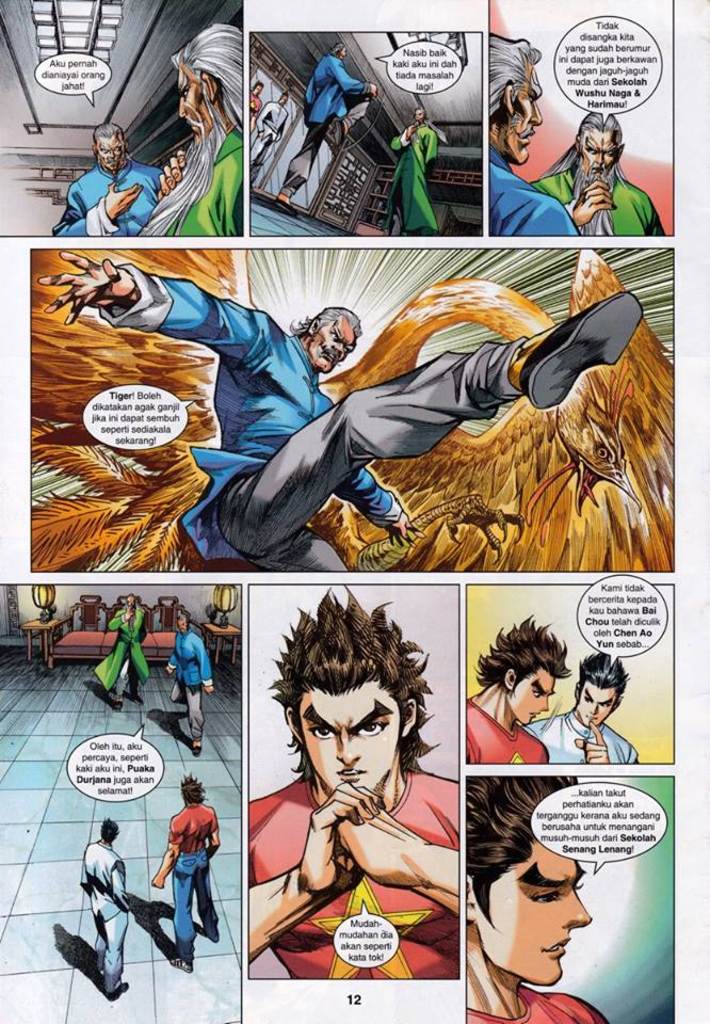 Aku pernah
dianiayai orang
jahat!
Nasib baik
kaki aku ini dah
tiada masalah
lagi!
Tidak
disangka kita
yang sudah berumur
ini dapat juga berkawan
dengan jaguh-jaguh
muda dari Sekolah
Wushu Naga &
Harimau!
Tiger! Boleh
dikatakan agak ganjil
jika ini dapat sembuh
seperti sediakala
sekarang!
Oleh itu, aku
percaya, seperti
kaki aku ini, Puaka
Durjana juga akan
selamat!
Mudah-
mudahan dia
akan seperti
kata tok!
Kami tidak
bercerita kepada
kau bahawa Bai
Chou telah diculik
oleh Chen Ao
Yun sebab...
...kalian takut
perhatianku akan
terganggu kerana aku sedang
berusaha untuk menangani
musuh-musuh dari Sekolah
Senang Lenang!
12